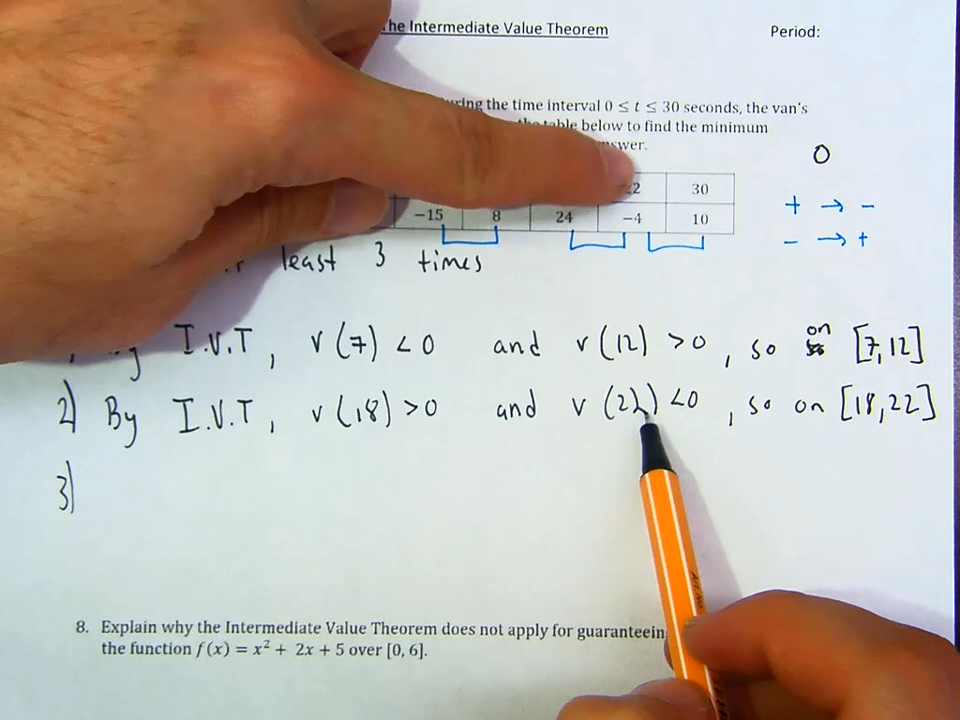 he Intermediate Value Theorem Period:
ring the time interval 0 ≤ t ≤ 30 seconds, the van's
table below to find the minimum
0
30
−15 8 24 −4 10
+ → −
− → +
least 3 times
I.V.T, v(7) < 0 and v(12) > 0, so on [7,12]
2) By I.V.T, v(18) > 0 and v(22) < 0, so on [18,22]
3)
8. Explain why the Intermediate Value Theorem does not apply for
the function f(x) = x² + 2x + 5 over [0, 6].